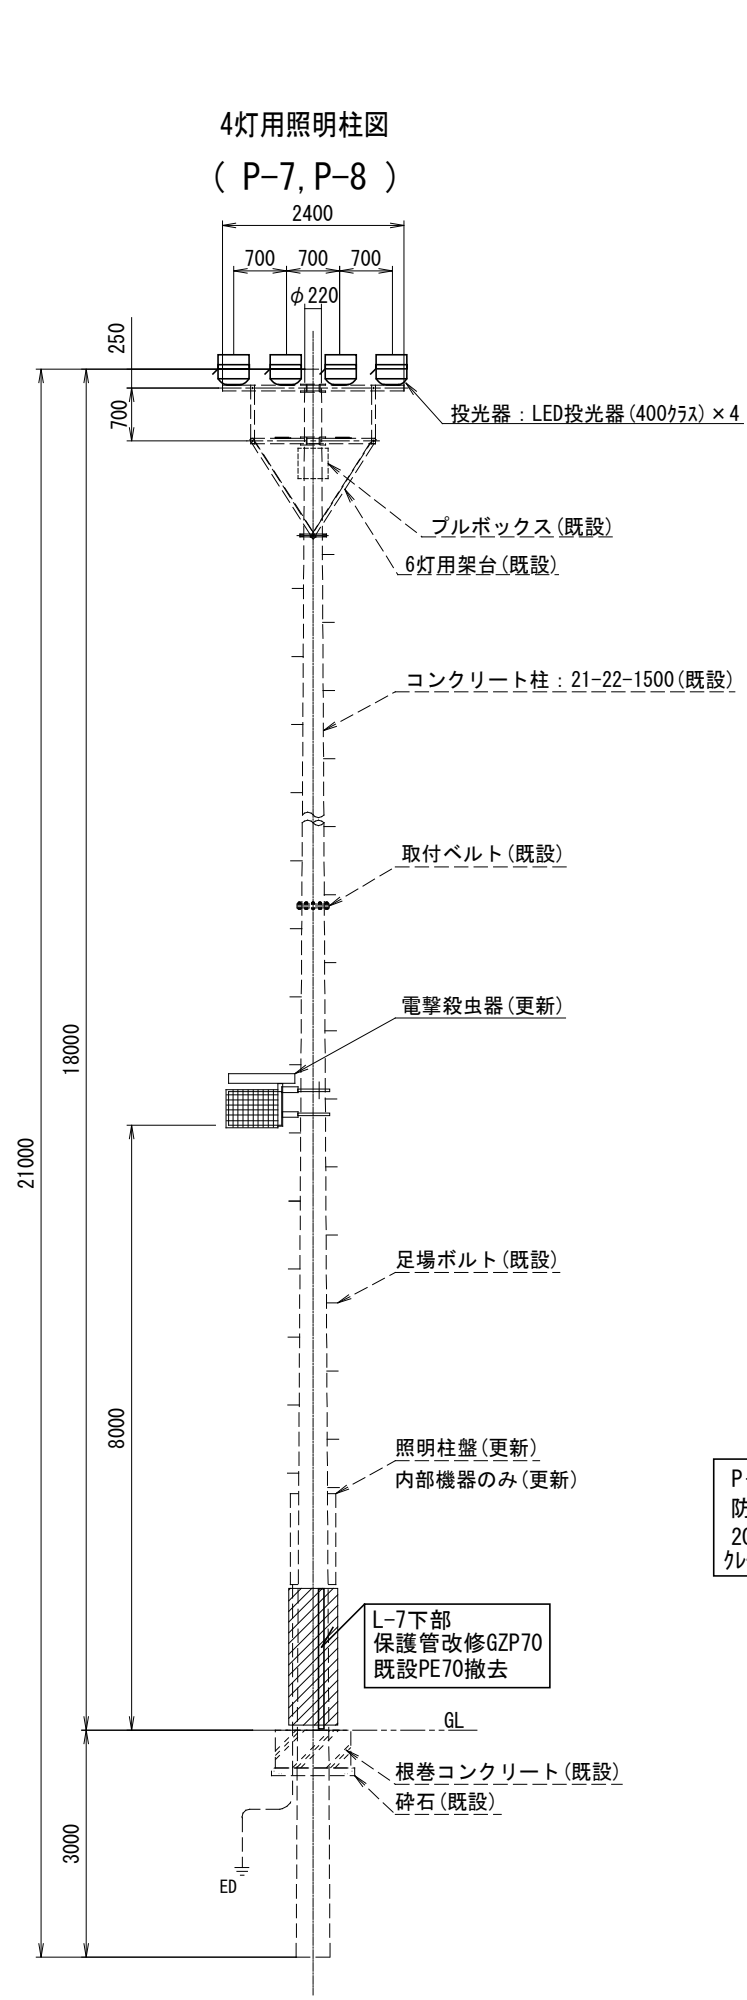 4灯用照明柱図
( P-7,P-8 )
2400
700 700 700
φ220
250
700
投光器：LED投光器(400ｸﾗｽ)×4
プルボックス(既設)
6灯用架台(既設)
コンクリート柱：21-22-1500(既設)
取付ベルト(既設)
電撃殺虫器(更新)
18000
21000
足場ボルト(既設)
8000
照明柱盤(更新)
内部機器のみ(更新)
L-7下部
保護管改修GZP70
既設PE70撤去
GL
根巻コンクリート(既設)
砕石(既設)
3000
ED
P-
防
20
ｸﾚ